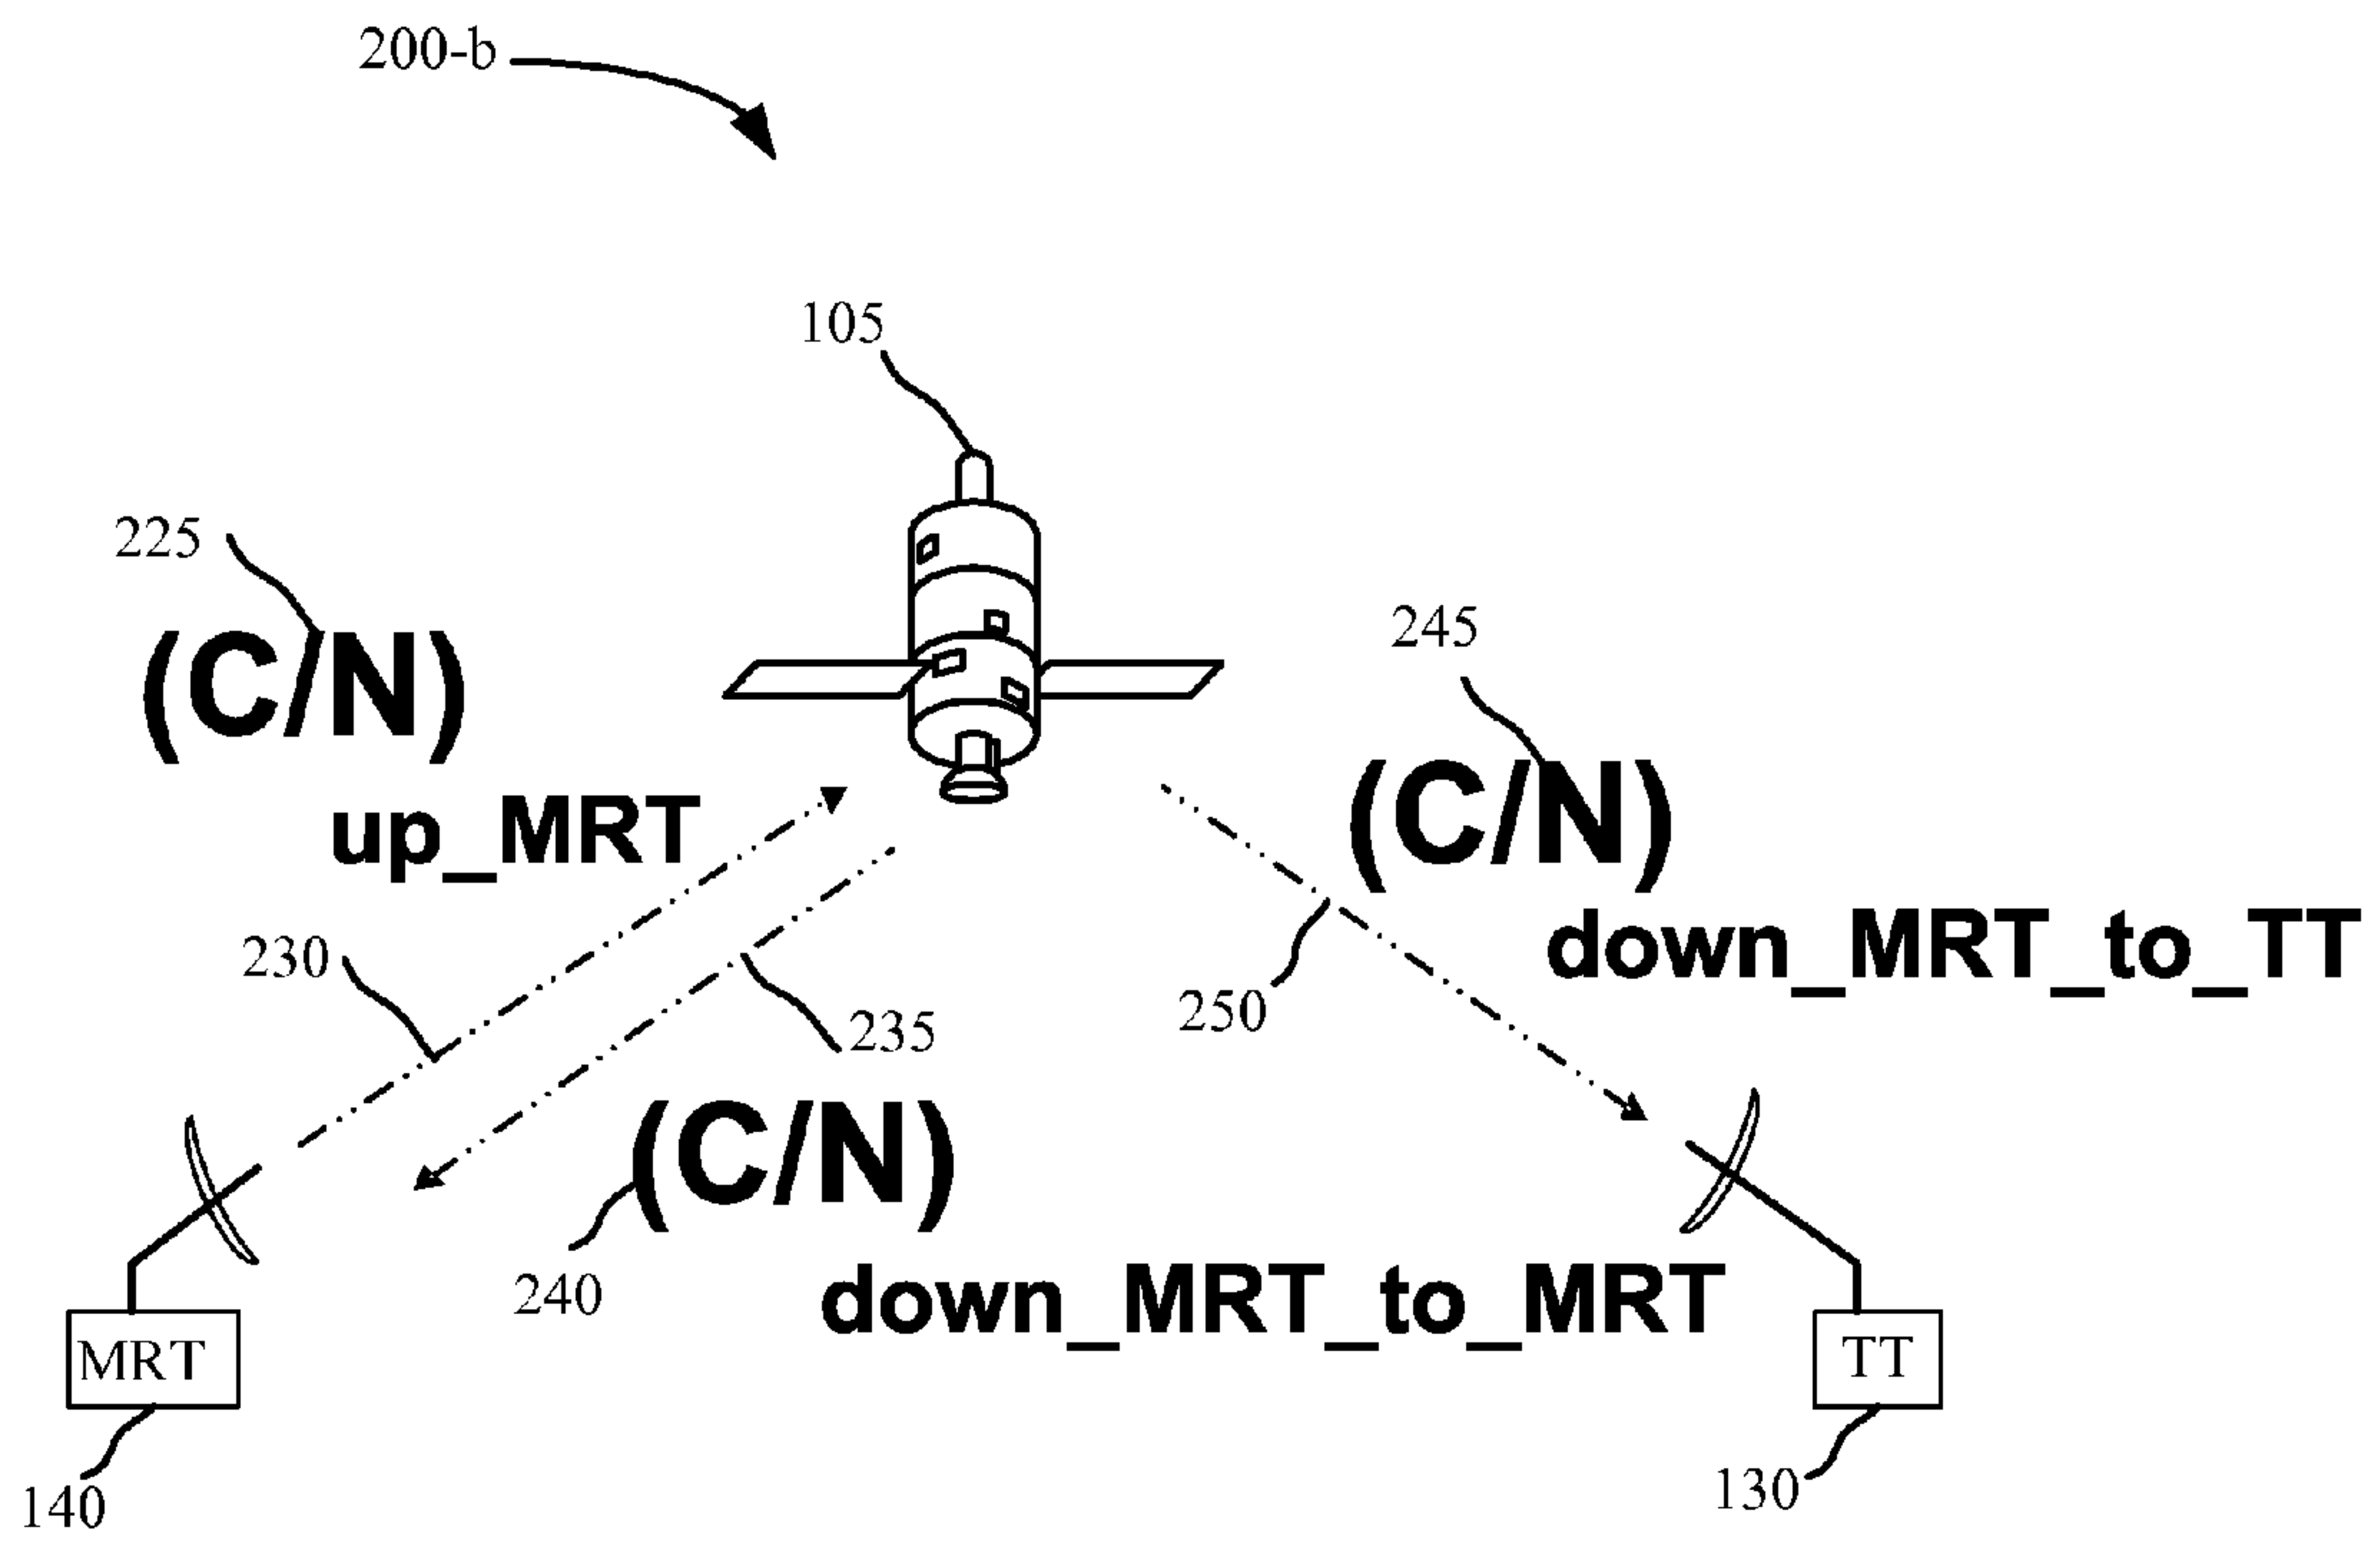 200-b
105
225
(C/N)
up_MRT
245
(C/N)
down_MRT_to_TT
230
250
235
(C/N)
240
down_MRT_to_MRT
MRT
TT
140
130